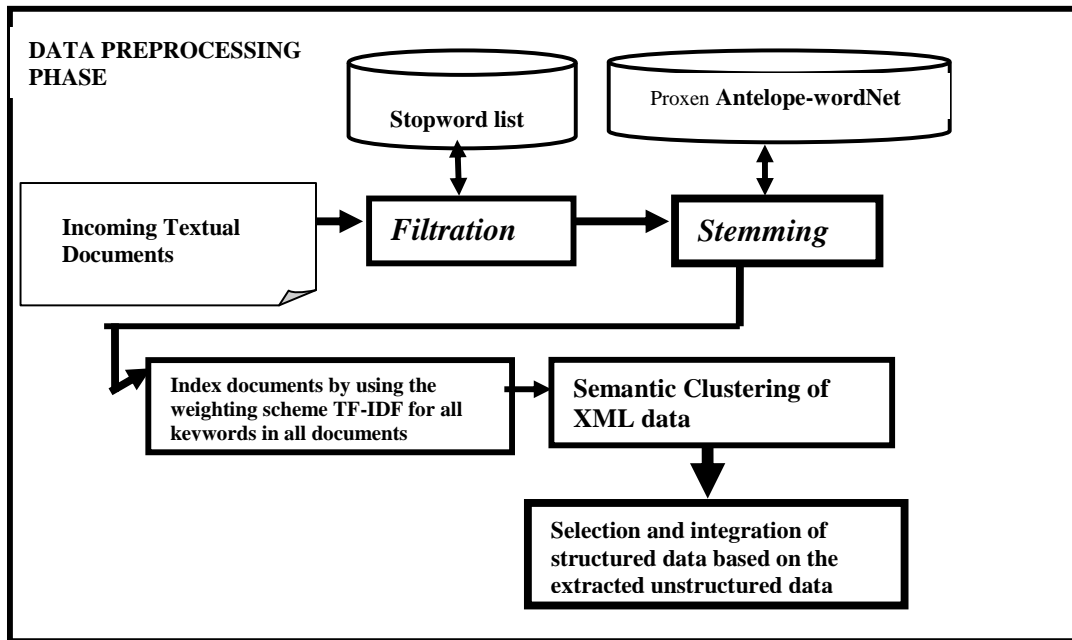 DATA PREPROCESSING
PHASE
Stopword list
Proxen Antelope-wordNet
Incoming Textual
Documents
Filtration
Stemming
Index documents by using the
weighting scheme TF-IDF for all
keywords in all documents
Semantic Clustering of
XML data
Selection and integration of
structured data based on the
extracted unstructured data